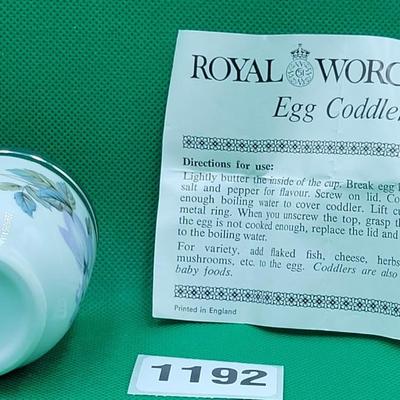 ROYAL WORC
Egg Coddler
Directions for use:
Lightly butter the inside of the cup. Break egg
salt and pepper for flavour. Screw on lid. Co
enough boiling water to cover coddler. Lift cu
metal ring. When you unscrew the top, grasp th
the egg is not cooked enough, replace the lid and
to the boiling water.
For variety, add flaked fish, cheese, herbs
mushrooms, etc. to the egg. Coddlers are also
baby foods.
Printed in England
1192